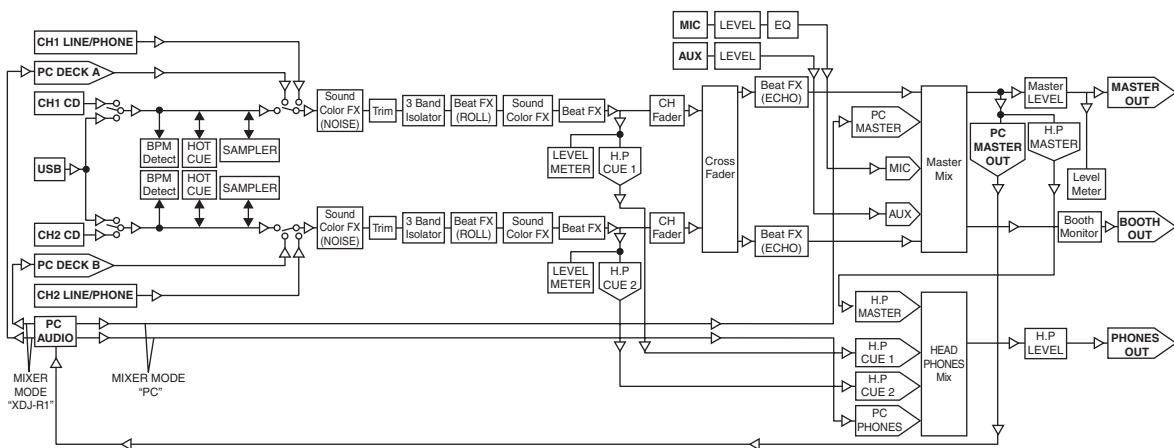 CH1 LINE/PHONE
PC DECK A
CH1 CD
USB
CH2 CD
PC DECK B
CH2 LINE/PHONE
PC
AUDIO
MIXER
MODE
“XDJ-R1”
MIXER MODE
“PC”
BPM
Detect
HOT
CUE
SAMPLER
BPM
Detect
HOT
CUE
SAMPLER
Sound
Color FX
(NOISE)
Trim
3 Band
Isolator
Beat FX
(ROLL)
Sound
Color FX
Beat FX
LEVEL
METER
H.P
CUE 1
CH
Fader
Sound
Color FX
(NOISE)
Trim
3 Band
Isolator
Beat FX
(ROLL)
Sound
Color FX
Beat FX
LEVEL
METER
H.P
CUE 2
CH
Fader
Cross
Fader
MIC
LEVEL
EQ
AUX
LEVEL
Beat FX
(ECHO)
Beat FX
(ECHO)
PC
MASTER
MIC
AUX
Master
Mix
Master
LEVEL
MASTER
OUT
PC
MASTER
OUT
H.P
MASTER
Level
Meter
Booth
Monitor
BOOTH
OUT
H.P
MASTER
H.P
CUE 1
H.P
CUE 2
PC
PHONES
HEAD
PHONES
Mix
H.P
LEVEL
PHONES
OUT